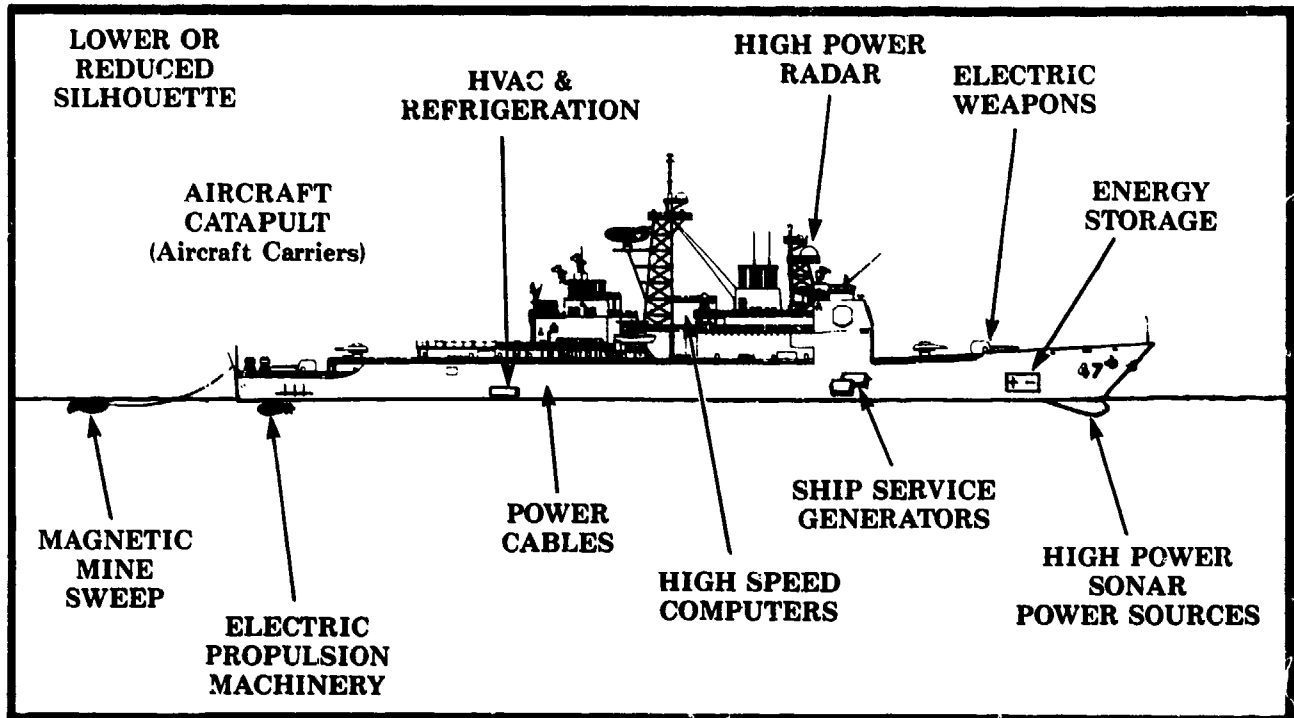 LOWER OR
REDUCED
SILHOUETTE
HVAC &
REFRIGERATION
HIGH POWER
RADAR
ELECTRIC
WEAPONS
AIRCRAFT
CATAPULT
(Aircraft Carriers)
ENERGY
STORAGE
47
MAGNETIC
MINE
SWEEP
ELECTRIC
PROPULSION
MACHINERY
POWER
CABLES
HIGH SPEED
COMPUTERS
SHIP SERVICE
GENERATORS
HIGH POWER
SONAR
POWER SOURCES